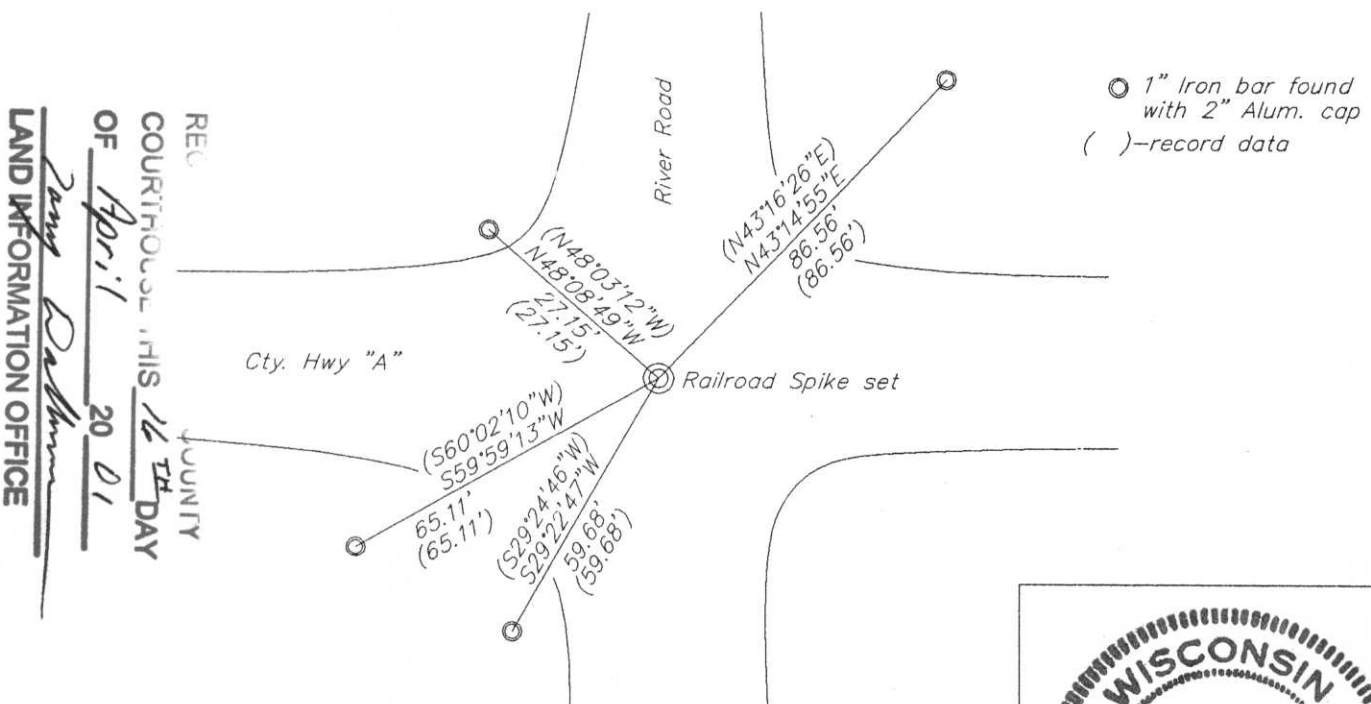 REC
COUNTY
COURTHOUSE THIS 16TH DAY
OF April 20 01
LAND INFORMATION OFFICE
River Road
1" Iron bar found
with 2" Alum. cap
( )-record data
(N43°16'26"E)
N43°14'55"E
86.56'
(86.56')
(N48°03'12"W)
N48°08'49"W
27.15'
(27.15')
Cty. Hwy "A"
Railroad Spike set
(S60°02'10"W)
S59°59'13"W
65.11'
(65.11')
(S29°24'46"W)
S29°22'47"W
59.68'
(59.68')
WISCONSIN